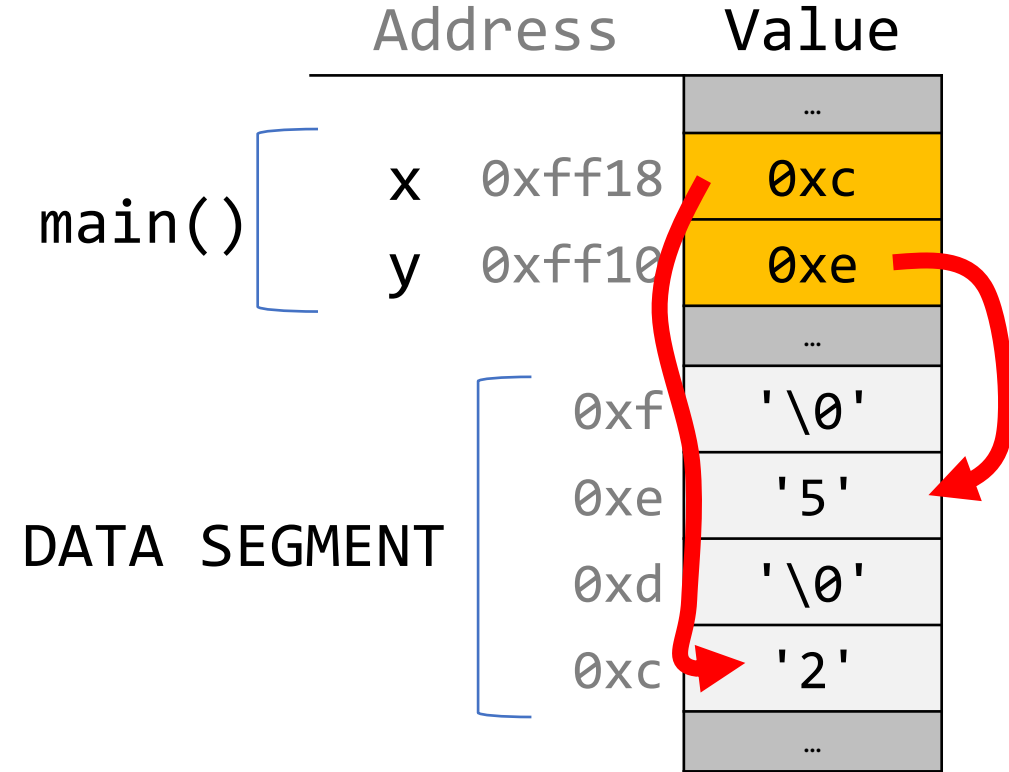 Address Value
…
x 0xff18 0xc
main()
y 0xff10 0xe
…
0xf '\0'
0xe '5'
DATA SEGMENT
0xd '\0'
0xc '2'
…